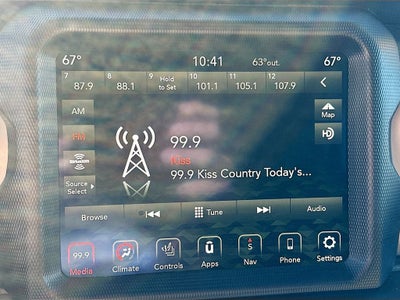 67° 10:41 63°out. 67°
7 8 Hold 10 11 12
87.9 88.1 to Set 101.1 105.1 107.9
AM
Map
FM
99.9
Kiss
SiriusXM
99.9 Kiss Country Today's...
Source
Select
Browse Tune Audio
99.9 S
Media Climate Controls Apps Nav Phone Settings